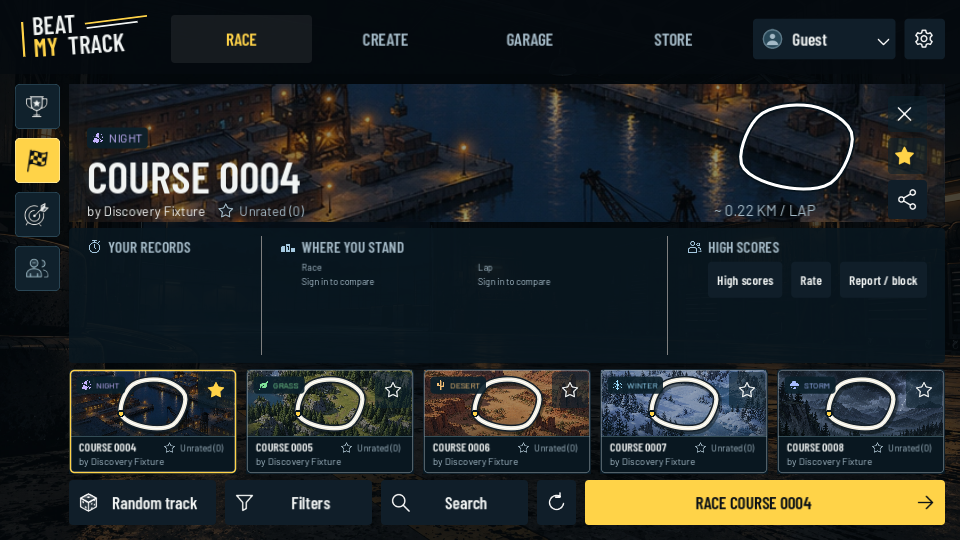 BEAT
MY TRACK
RACE
CREATE
GARAGE
STORE
Guest
NIGHT
COURSE 0004
by Discovery Fixture
Unrated (0)
~ 0.22 KM / LAP
YOUR RECORDS
WHERE YOU STAND
Race
Sign in to compare
Lap
Sign in to compare
HIGH SCORES
High scores
Rate
Report / block
NIGHT
COURSE 0004
Unrated (0)
by Discovery Fixture
GRASS
COURSE 0005
Unrated (0)
by Discovery Fixture
DESERT
COURSE 0006
Unrated (0)
by Discovery Fixture
WINTER
COURSE 0007
Unrated (0)
by Discovery Fixture
STORM
COURSE 0008
Unrated (0)
by Discovery Fixture
Random track
Filters
Search
RACE COURSE 0004